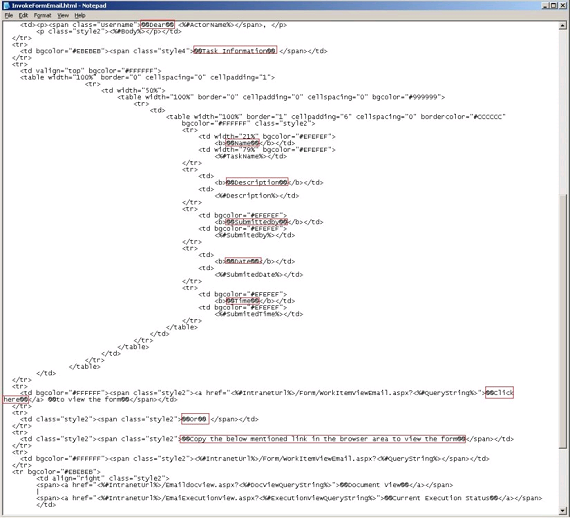 InvokeFormEmail.html - Notepad
File Edit Format View Help
<td><p><span class="Username">@@Dear@@ <%#ActorName%></span>, </p>
<p class="style2"><%#Body%></p></td>
</tr>
<tr>
<td bgcolor="#EBEBEB"><span class="style4">@@Task Information@@ </span></td>
</tr>
<tr>
<td valign="top" bgcolor="#FFFFFF">
<table width="100%" border="0" cellspacing="0" cellpadding="1">
<tr>
<td width="50%">
<table width="100%" border="0" cellpadding="0" cellspacing="0" bgcolor="#999999">
<tr>
<td>
<table width="100%" border="1" cellpadding="6" cellspacing="0" bordercolor="#CCCCCC"
bgcolor="#FFFFFF" class="style2">
<tr>
<td width="21%" bgcolor="#EFEFEF">
<b>@@Name@@</b></td>
<td width="79%" bgcolor="#EFEFEF">
<%#TaskName%></td>
</tr>
<tr>
<td>
<b>@@Description@@</b></td>
<td>
<%#Description%></td>
</tr>
<tr>
<td bgcolor="#EFEFEF">
<b>@@Submittedby@@</b></td>
<td bgcolor="#EFEFEF">
<%#Submitedby%></td>
</tr>
<tr>
<td>
<b>@@Date@@</b></td>
<td>
<%#SubmitedDate%></td>
</tr>
<tr>
<td bgcolor="#EFEFEF">
<b>@@Time@@</b></td>
<td bgcolor="#EFEFEF">
<%#SubmitedTime%></td>
</tr>
</table>
</td>
</tr>
</table>
</td>
</tr>
</table>
</td>
</tr>
<tr>
<td bgcolor="#FFFFFF"><span class="style2"><a href="<%#IntranetUrl%>/Form/WorkItemViewEmail.aspx?<%#QueryString%>">@@Click
here@@</a> @@to view the form@@</span></td>
</tr>
<tr>
<td class="style2"><span class="style2">@@Or@@ </span></td>
</tr>
<tr>
<td class="style2"><span class="style2">@@Copy the below mentioned link in the browser area to view the form@@</span></td>
</tr>
<tr>
<td bgcolor="#FFFFFF"><span class="style2"><%#IntranetUrl%>/Form/WorkItemViewEmail.aspx?<%#QueryString%></span></td>
</tr>
<tr bgcolor="#EBEBEB">
<td align="right" class="style2">
<span><a href="<%#IntranetUrl%>/Emaildocview.aspx?<%#DocViewQueryString%>">@@Document View@@</a></span>
|
<span><a href="<%#IntranetUrl%>/EmaiExecutionView.aspx?<%#ExecutionViewQueryString%>">@@Current Execution Status@@</a></span>
</td>